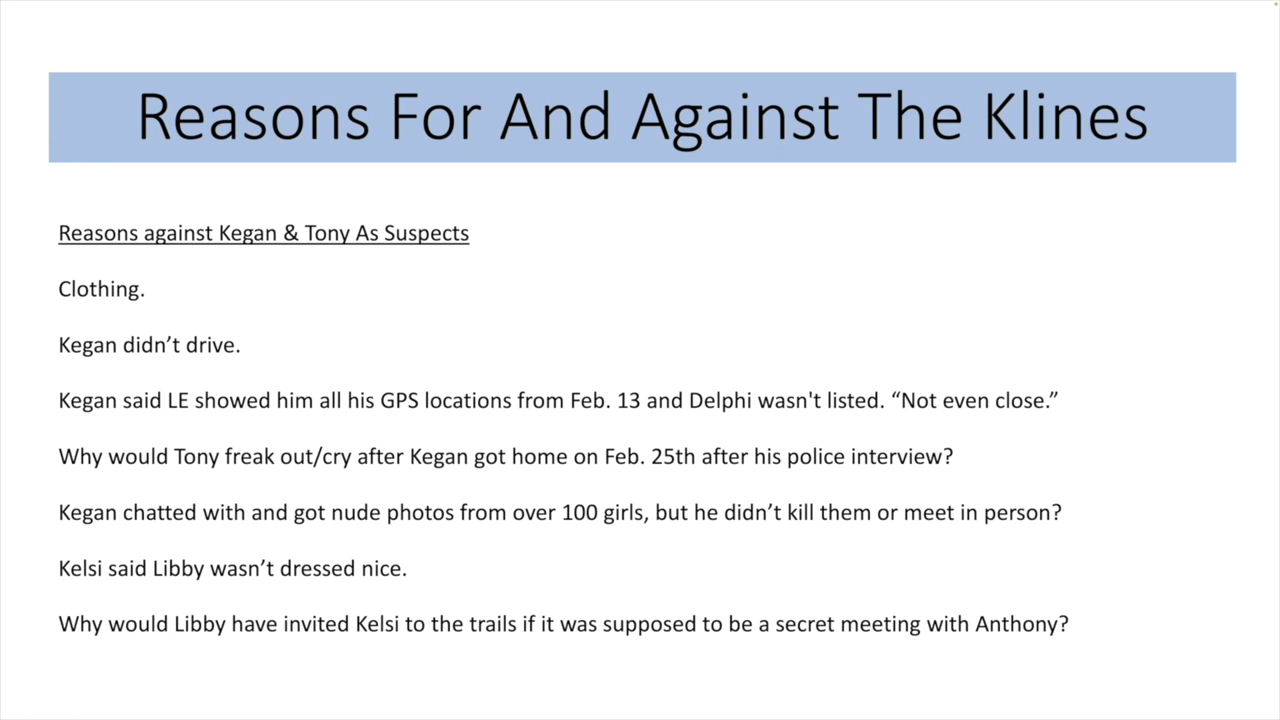 Reasons For And Against The Klines
Reasons against Kegan & Tony As Suspects
Clothing.
Kegan didn’t drive.
Kegan said LE showed him all his GPS locations from Feb. 13 and Delphi wasn't listed. “Not even close.”
Why would Tony freak out/cry after Kegan got home on Feb. 25th after his police interview?
Kegan chatted with and got nude photos from over 100 girls, but he didn’t kill them or meet in person?
Kelsi said Libby wasn’t dressed nice.
Why would Libby have invited Kelsi to the trails if it was supposed to be a secret meeting with Anthony?